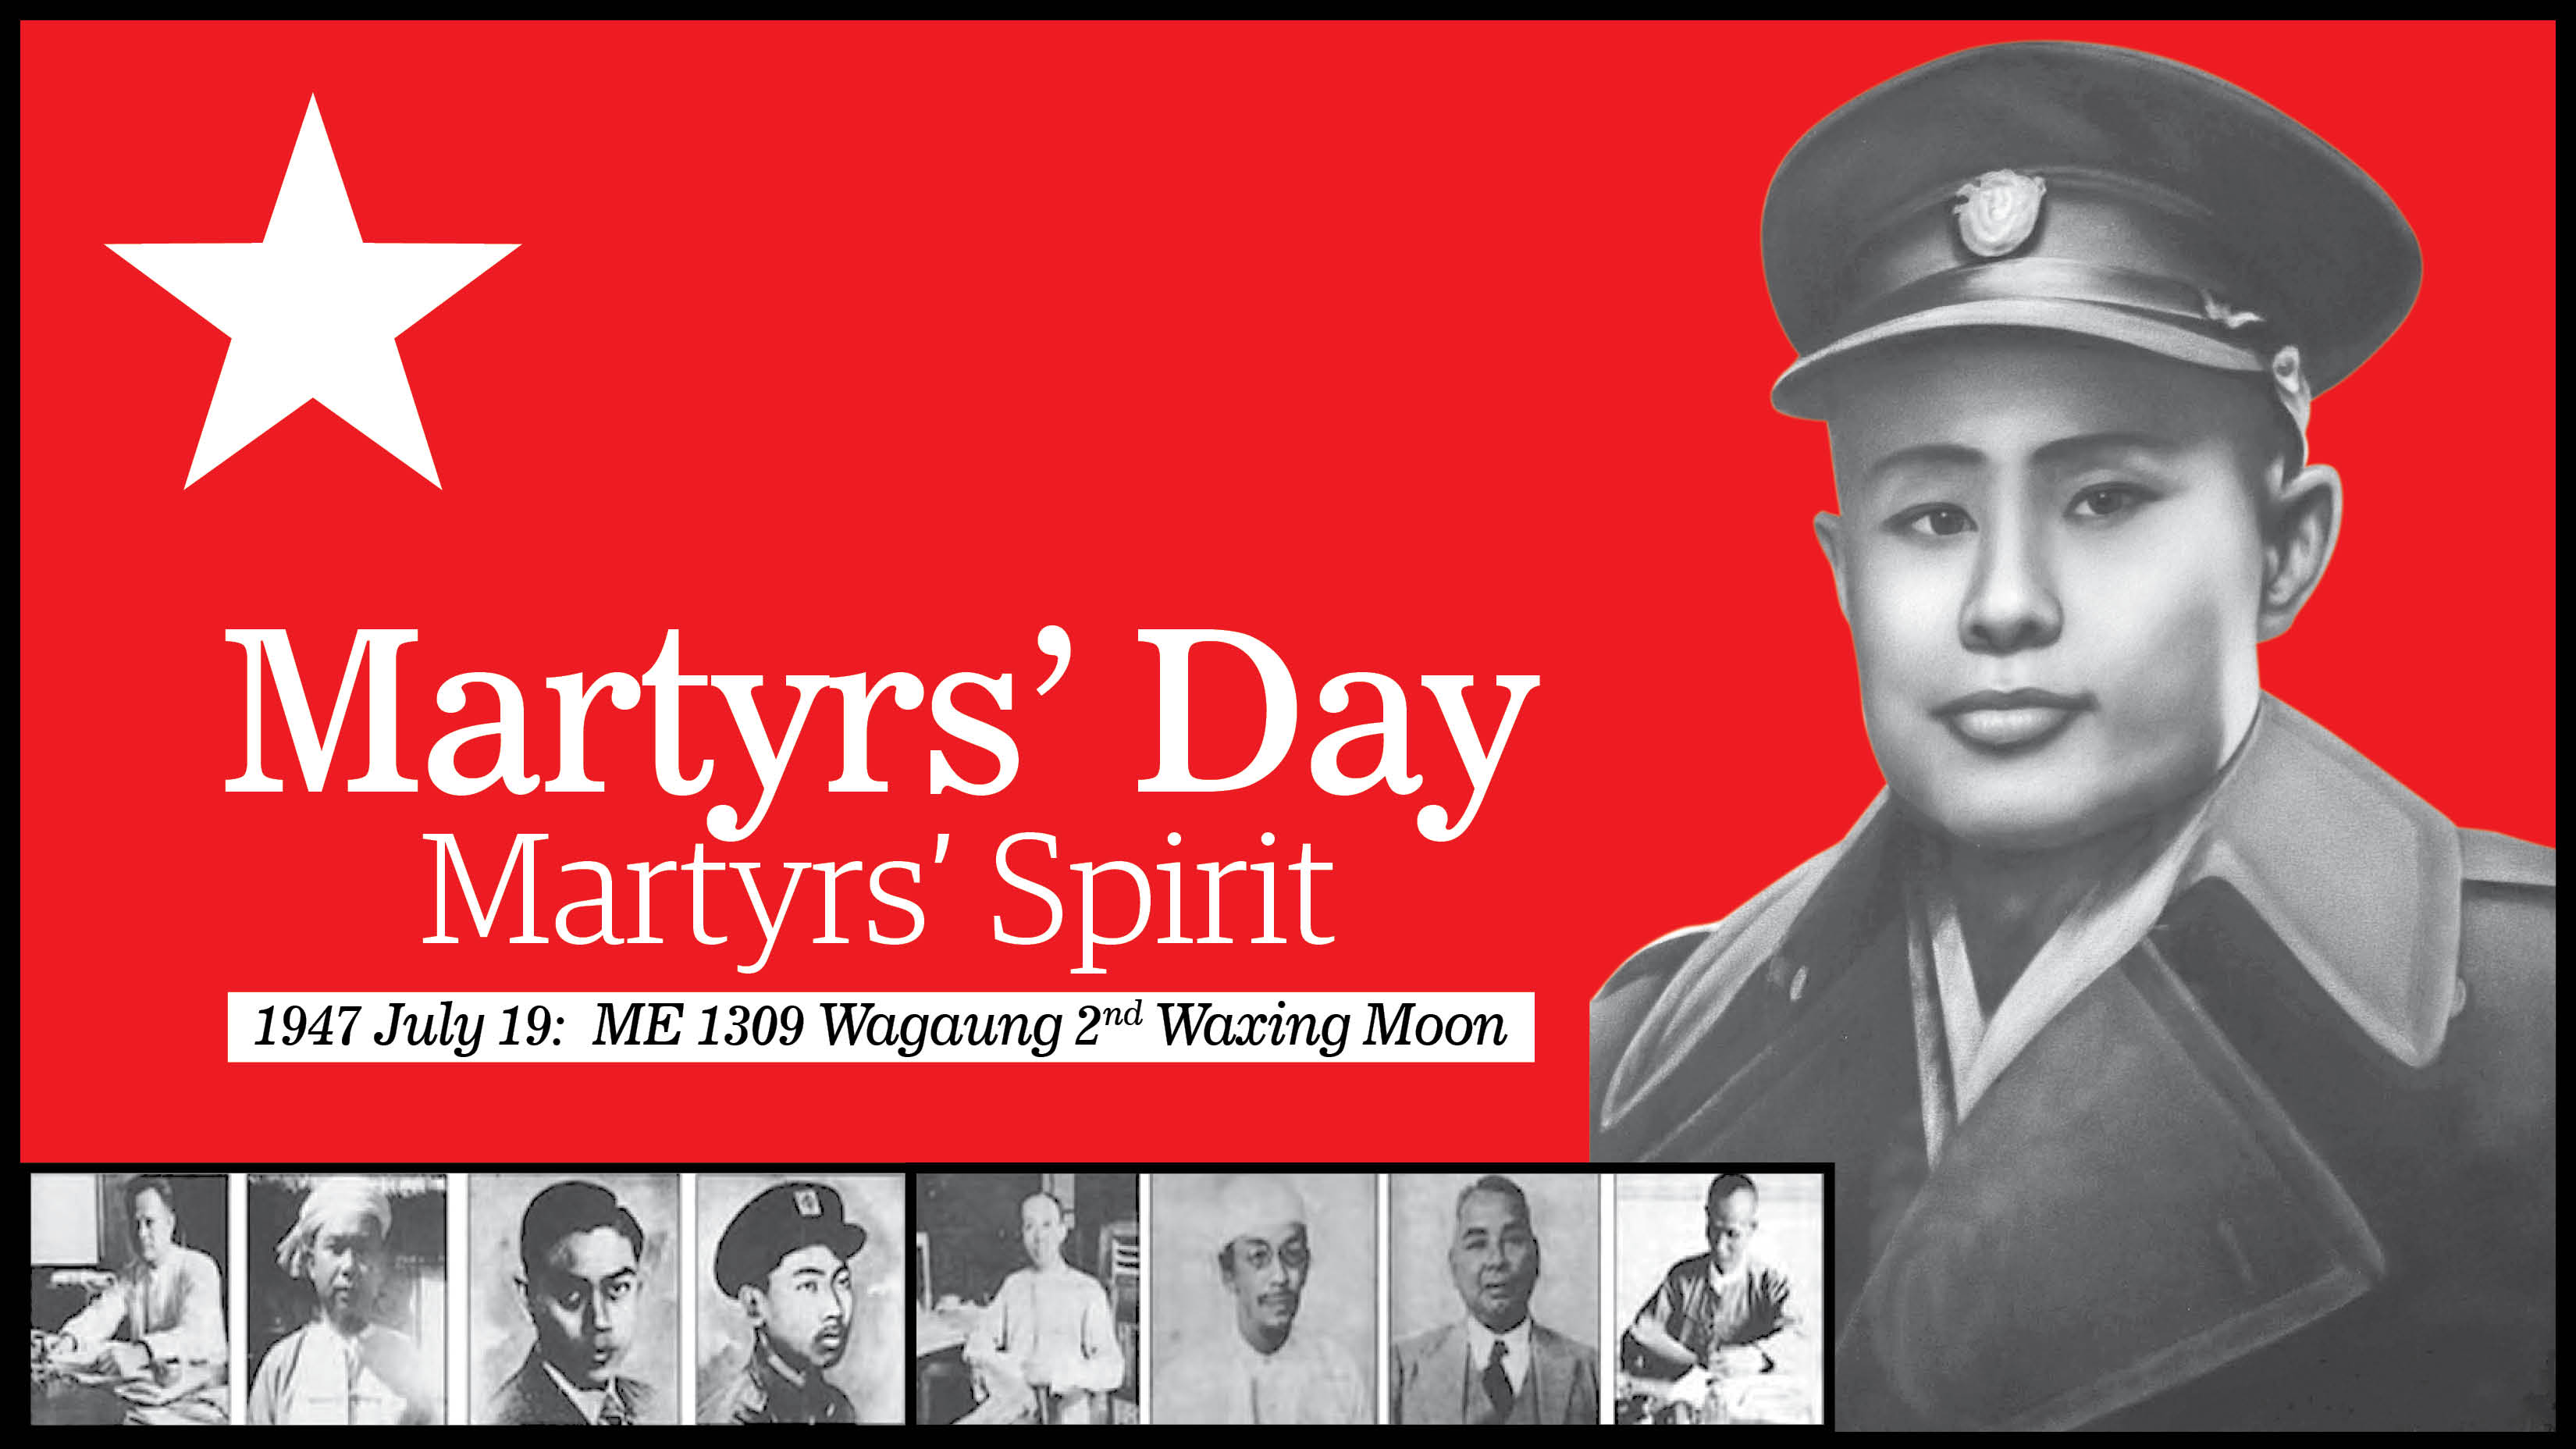 Martyrs’ Day
Martyrs' Spirit
1947 July 19: ME 1309 Wagaung 2nd Waxing Moon